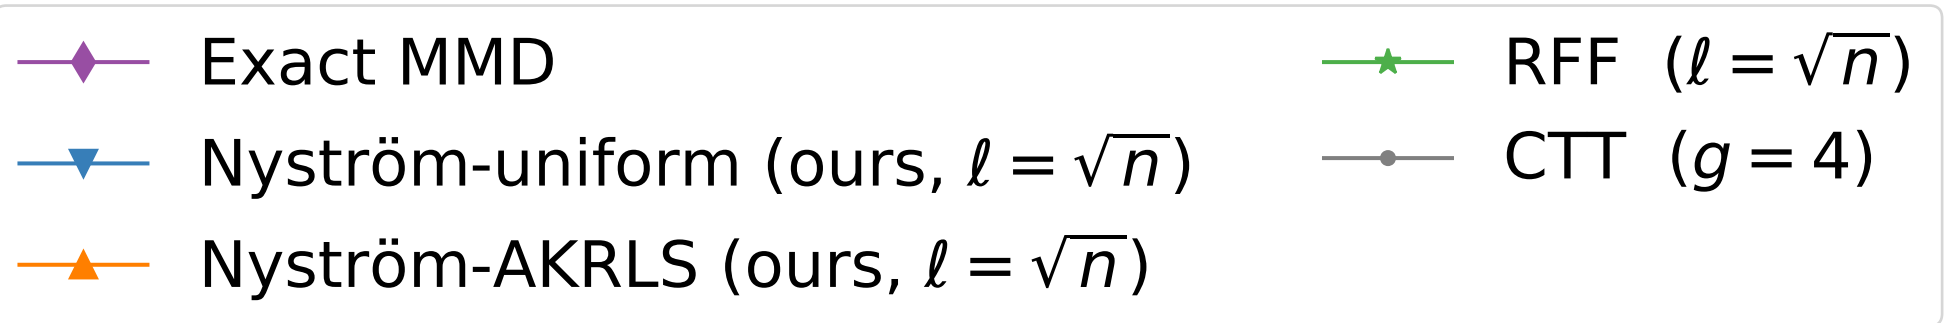 Exact MMD
Nyström-uniform (ours, ℓ = √n)
Nyström-AKRLS (ours, ℓ = √n)
RFF (ℓ = √n)
CTT (g = 4)